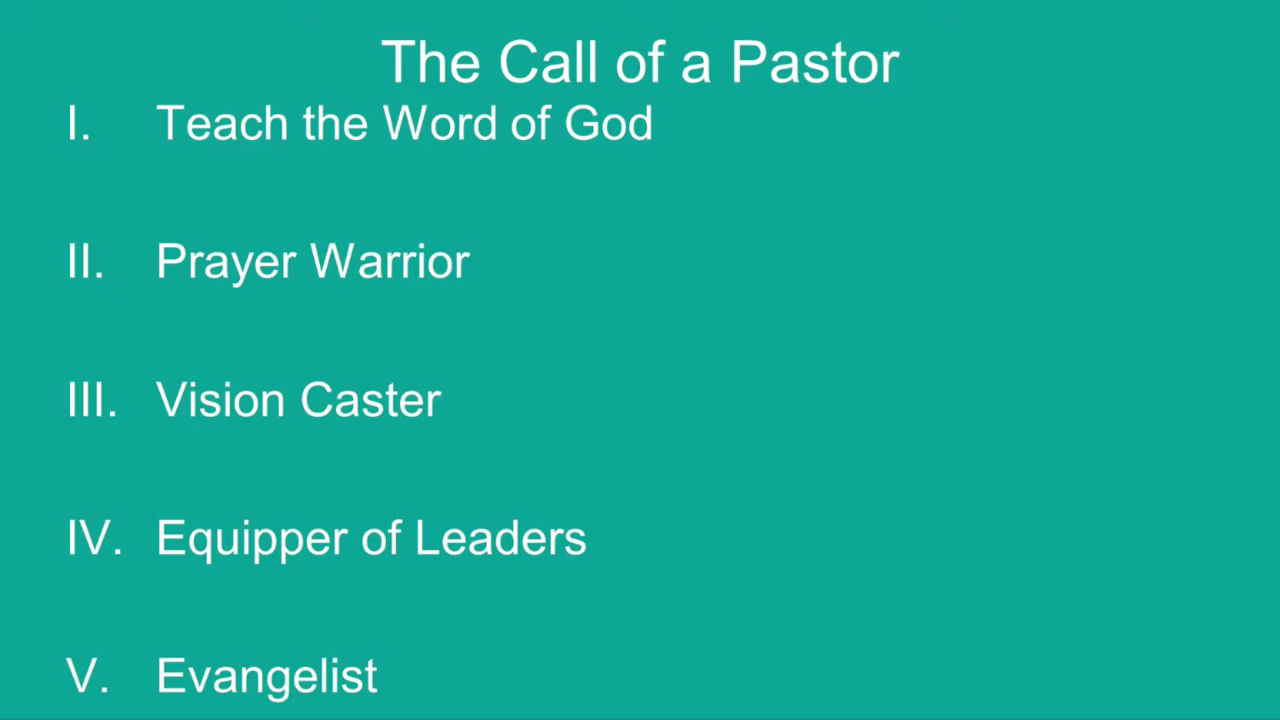 The Call of a Pastor
I. Teach the Word of God
II. Prayer Warrior
III. Vision Caster
IV. Equipper of Leaders
V. Evangelist